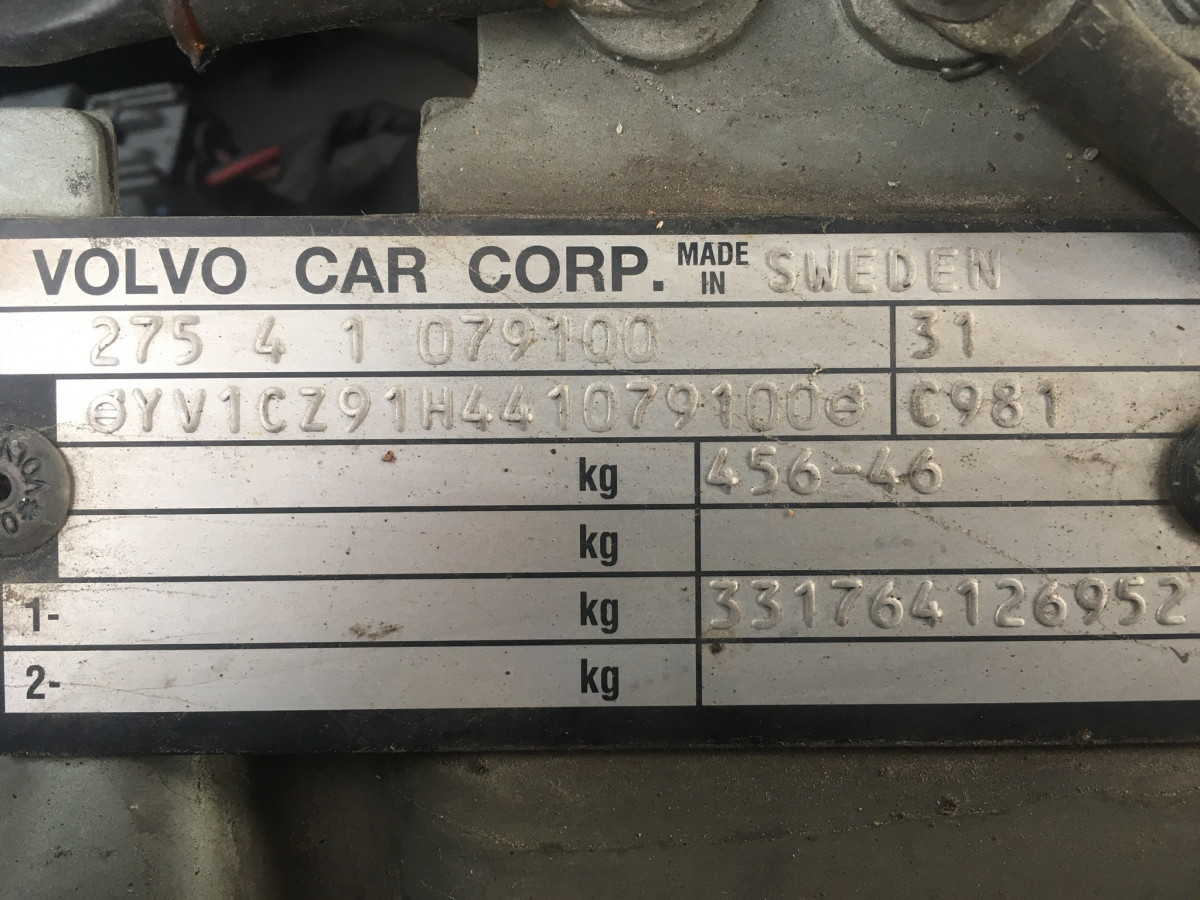 VOLVO CAR CORP. MADE IN SWEDEN
275 4 1 079100 31
YV1CZ91H441079100 C981
kg 456-46
kg
1- kg 331764126952
2- kg